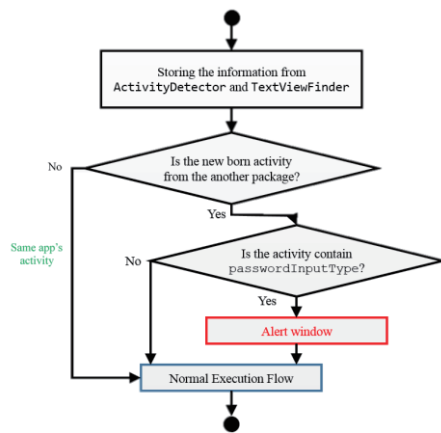 Storing the information from
ActivityDetector and TextViewFinder
No
Is the new born activity
from the another package?
Yes
Same app's
activity
No
Is the activity contain
passwordInputType?
Yes
Alert window
Normal Execution Flow